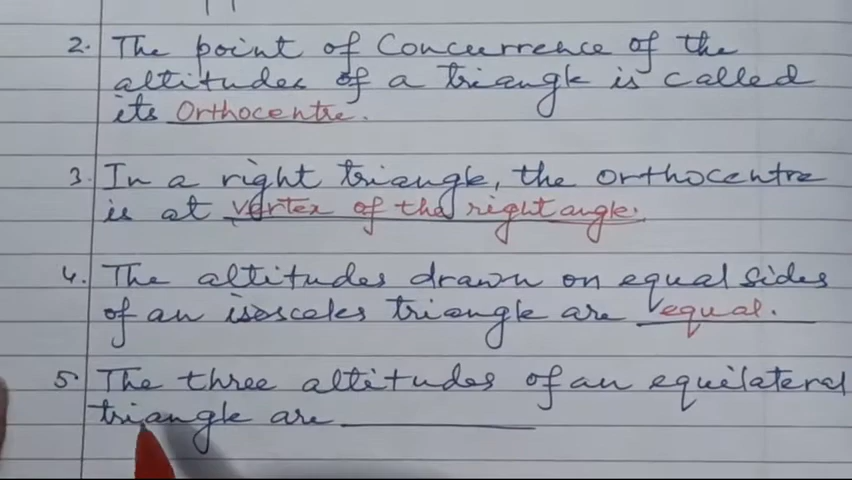 2. The point of Concurrence of the
altitudes of a triangle is called
its Orthocentre.
3. In a right triangle, the orthocentre
is at vertex of the right angle.
4. The altitudes drawn on equal sides
of an isosceles triangle are equal.
5. The three altitudes of an equilateral
triangle are